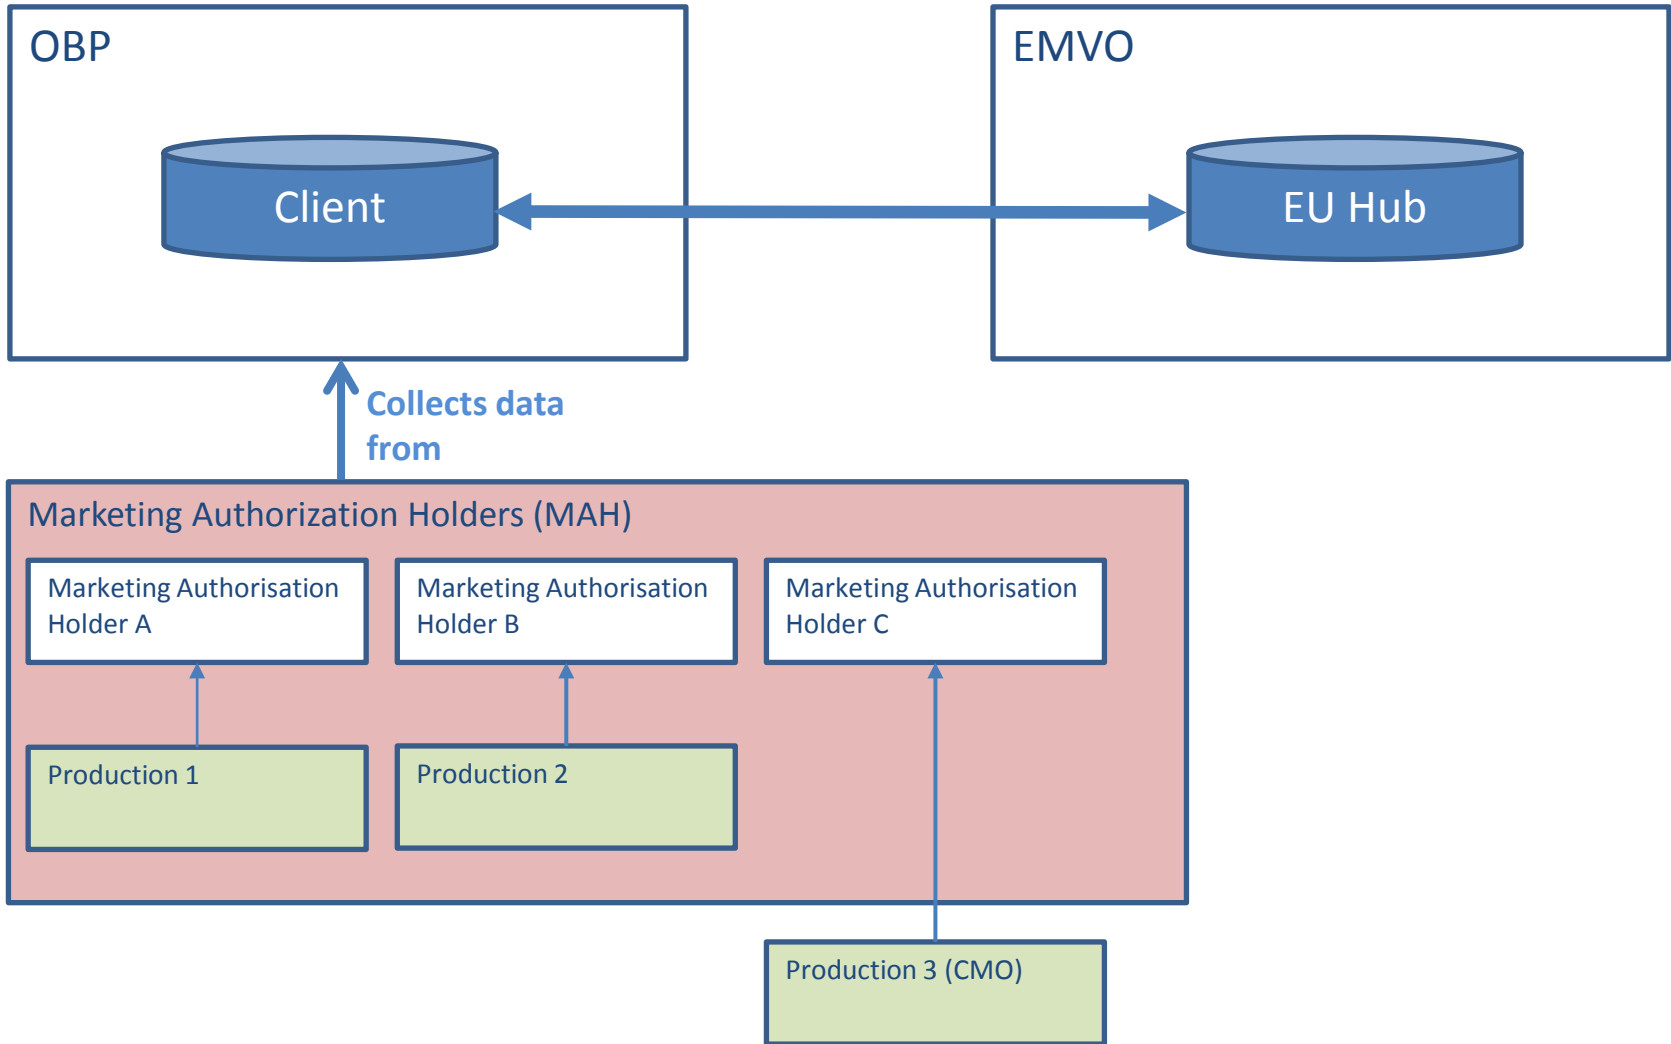 OBP
EMVO
Client
EU Hub
Collects data
from
Marketing Authorization Holders (MAH)
Marketing Authorisation
Holder A
Marketing Authorisation
Holder B
Marketing Authorisation
Holder C
Production 1
Production 2
Production 3 (CMO)